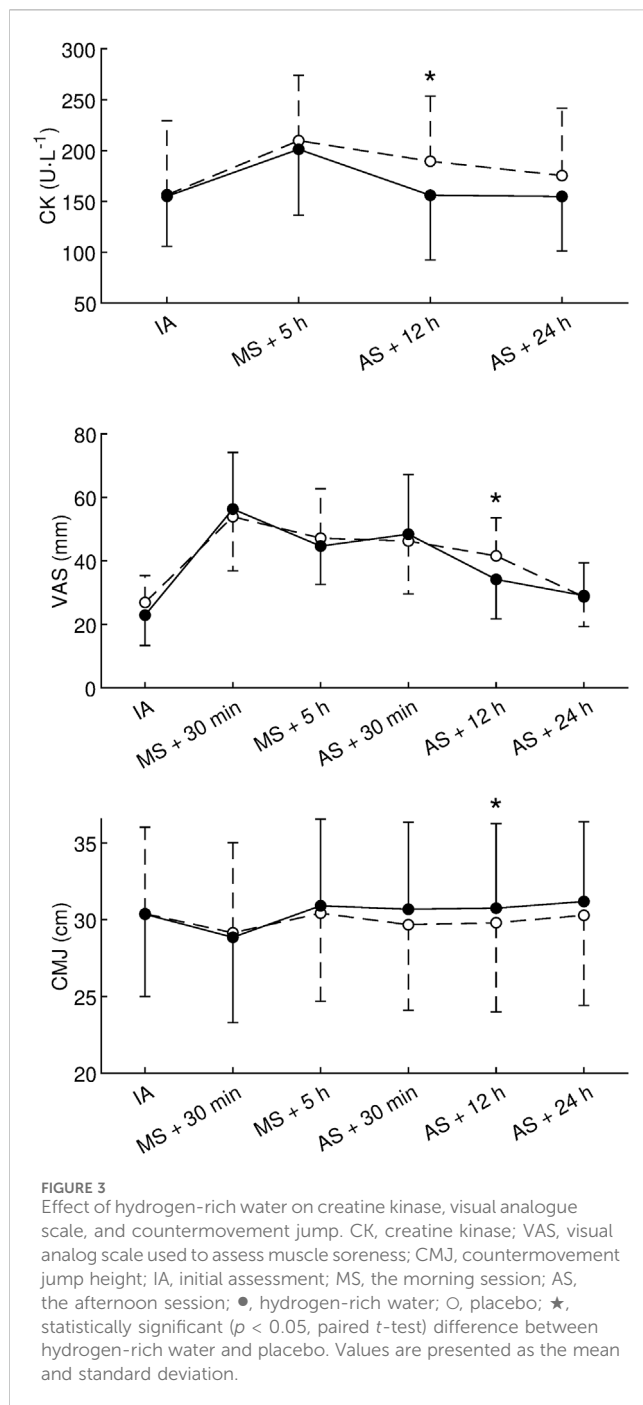 300
250
200
150
100
50
CK (U·L⁻¹)
*
IA
MS + 5 h
AS + 12 h
AS + 24 h
80
60
40
20
0
VAS (mm)
*
IA
MS + 30 min
MS + 5 h
AS + 30 min
AS + 12 h
AS + 24 h
35
30
25
20
CMJ (cm)
*
IA
MS + 30 min
MS + 5 h
AS + 30 min
AS + 12 h
AS + 24 h
FIGURE 3
Effect of hydrogen-rich water on creatine kinase, visual analogue
scale, and countermovement jump. CK, creatine kinase; VAS, visual
analog scale used to assess muscle soreness; CMJ, countermovement
jump height; IA, initial assessment; MS, the morning session; AS,
the afternoon session; ●, hydrogen-rich water; ○, placebo; ★,
statistically significant (p < 0.05, paired t-test) difference between
hydrogen-rich water and placebo. Values are presented as the mean
and standard deviation.